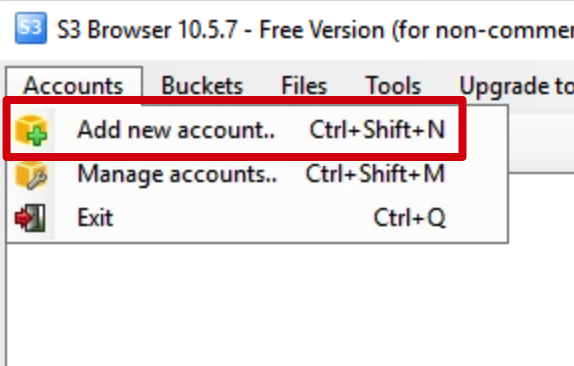 S3 S3 Browser 10.5.7 - Free Version (for non-commer
Accounts Buckets Files Tools Upgrade to
Add new account.. Ctrl+Shift+N
Manage accounts.. Ctrl+Shift+M
Exit Ctrl+Q